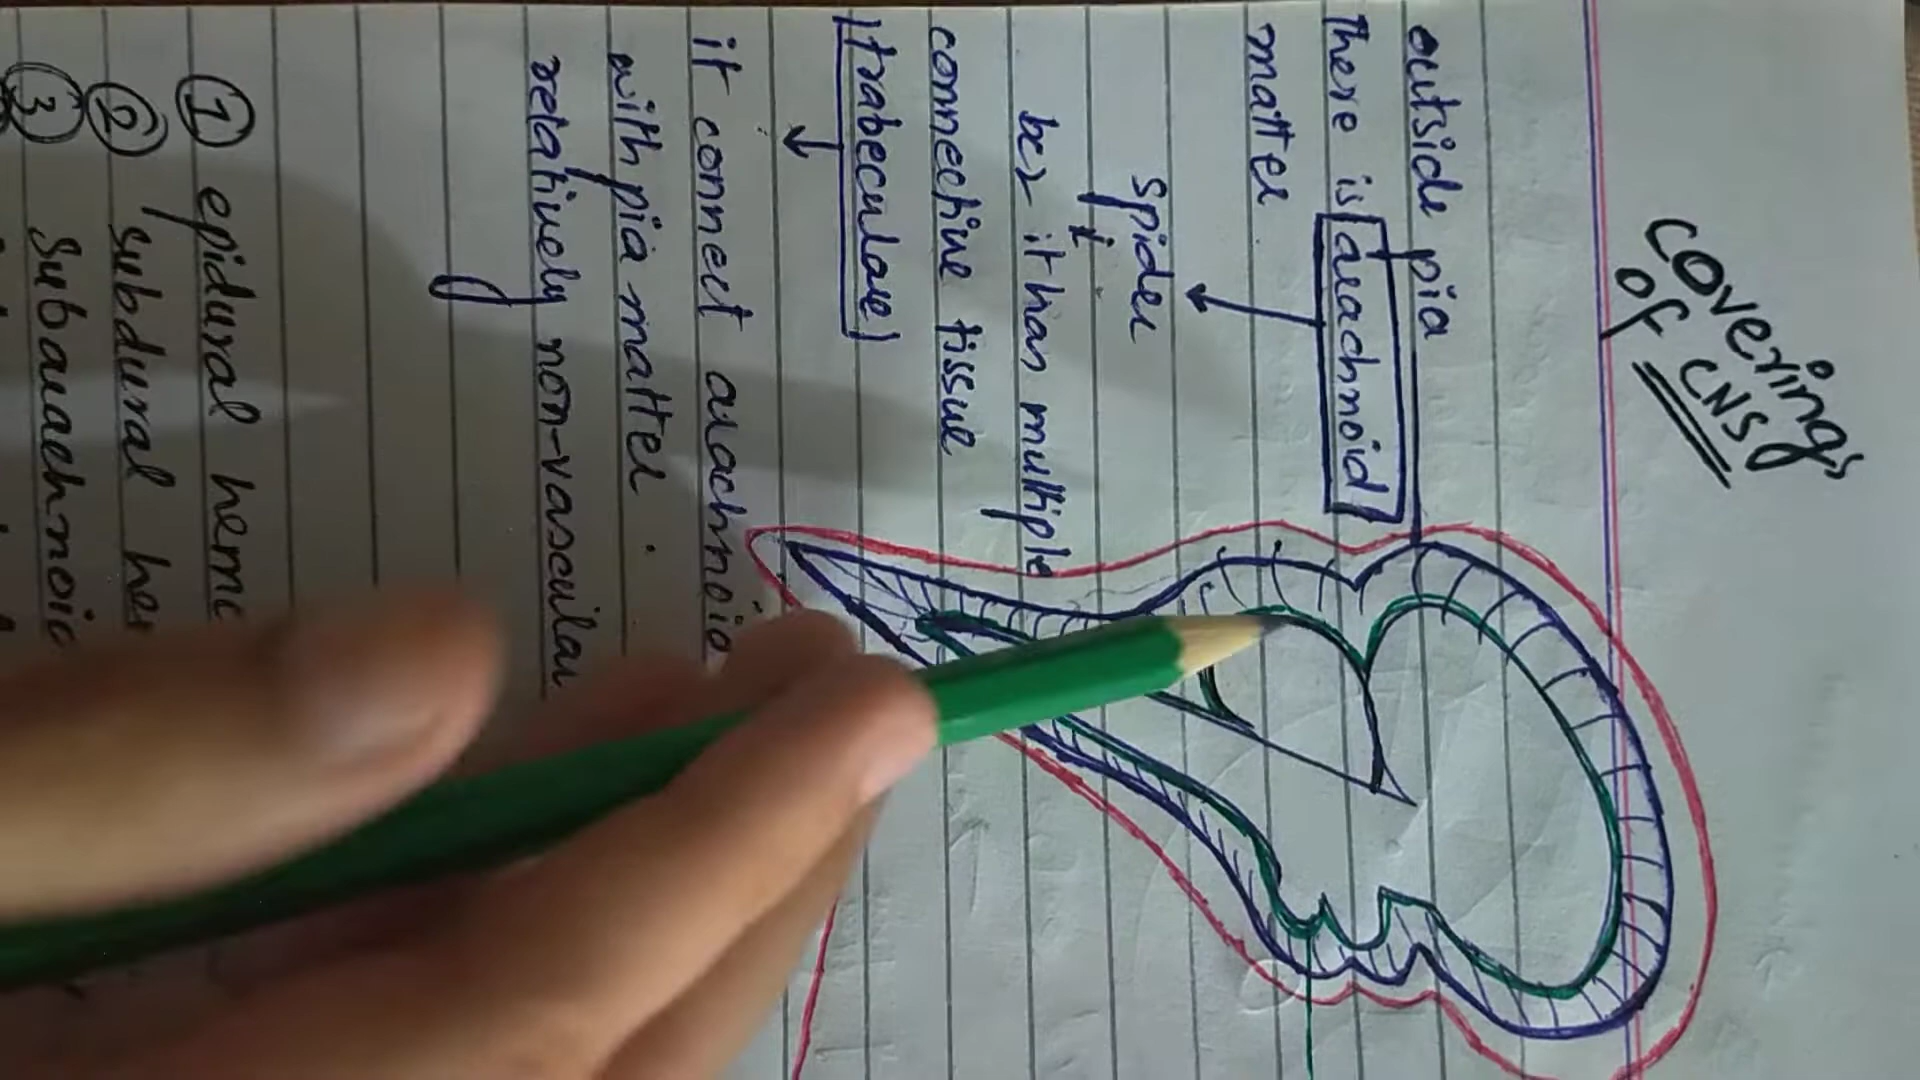 coverings
of CNS
outside pia
there is arachnoid
matter
spider
bcz it has multiple
connective tissue
(trabeculae)
it connect arachnoid
with pia matter.
relatively non-vascular
① epidural hem
② subdural he
③ Subarachnoid